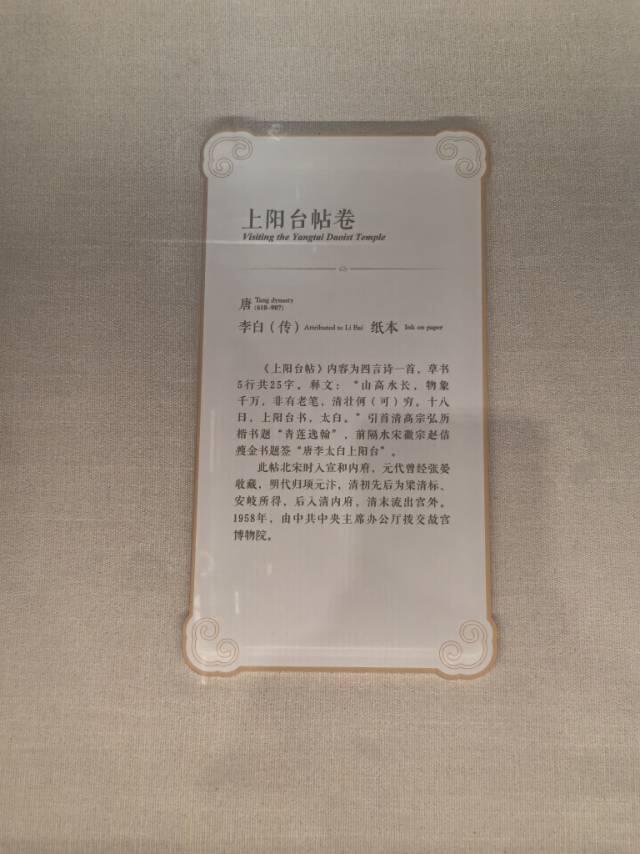 上阳台帖卷
Visiting the Yangtai Daoist Temple
唐 Tang dynasty
(618-907)
李白（传） Attributed to Li Bai 纸本 Ink on paper
《上阳台帖》内容为四言诗一首，草书
5行共25字。释文：“山高水长，物象
千万，非有老笔，清壮何（可）穷。十八
日，上阳台书，太白。”引首清高宗弘历
楷书题“青莲逸翰”，前隔水宋徽宗赵佶
瘦金书题签“唐李太白上阳台”。
此帖北宋时入宣和内府，元代曾经张晏
收藏，明代归项元汴，清初先后为梁清标、
安岐所得，后入清内府，清末流出宫外。
1958年，由中共中央主席办公厅拨交故宫
博物院。